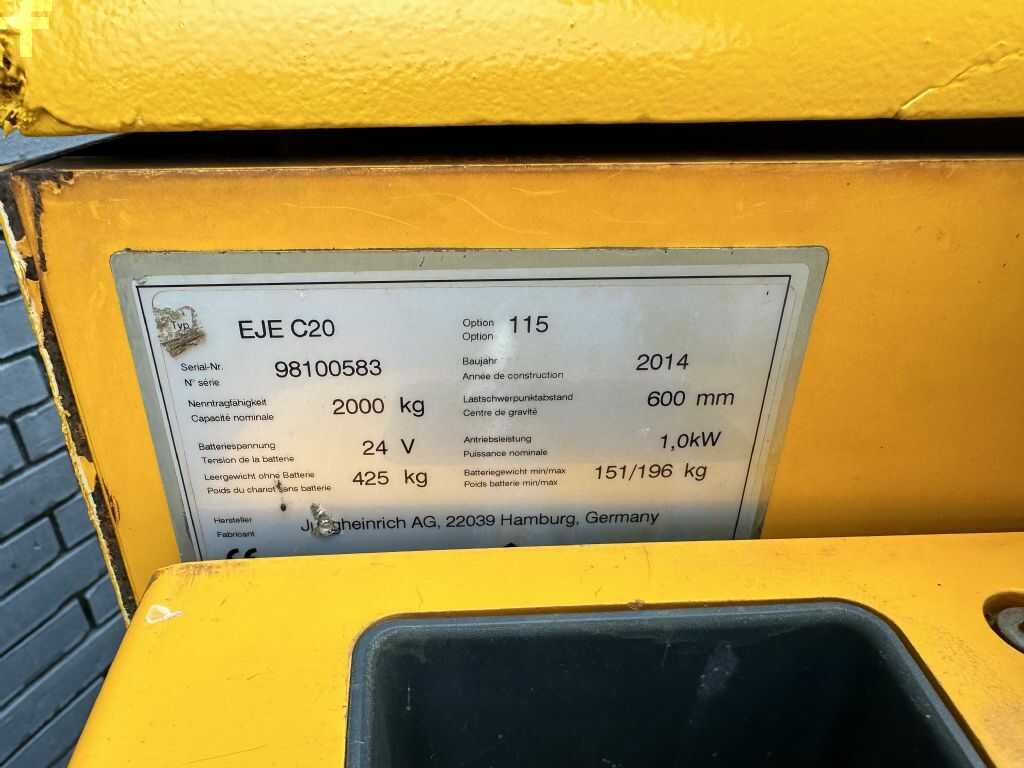 Typ EJE C20 Option 115
Option
Serial-Nr. 98100583 Baujahr 2014
N° série Année de construction
Nenntragfähigkeit 2000 kg Lastschwerpunktabstand 600 mm
Capacité nominale Centre de gravité
Batteriespannung 24 V Antriebsleistung 1,0kW
Tension de la batterie Puissance nominale
Leergewicht ohne Batterie 425 kg Batteriegewicht min/max 151/196 kg
Poids du chariot sans batterie Poids batterie min/max
Hersteller Jungheinrich AG, 22039 Hamburg, Germany
Fabricant
CE